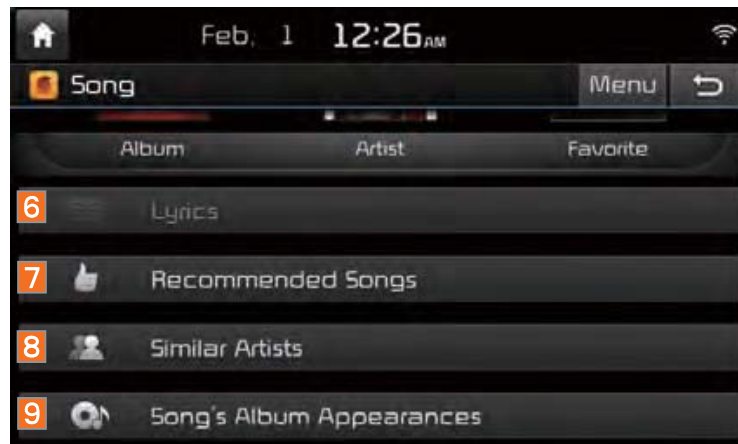 Feb. 1 12:26AM
Song Menu
Album Artist Favorite
6 Lyrics
7 Recommended Songs
8 Similar Artists
9 Song's Album Appearances